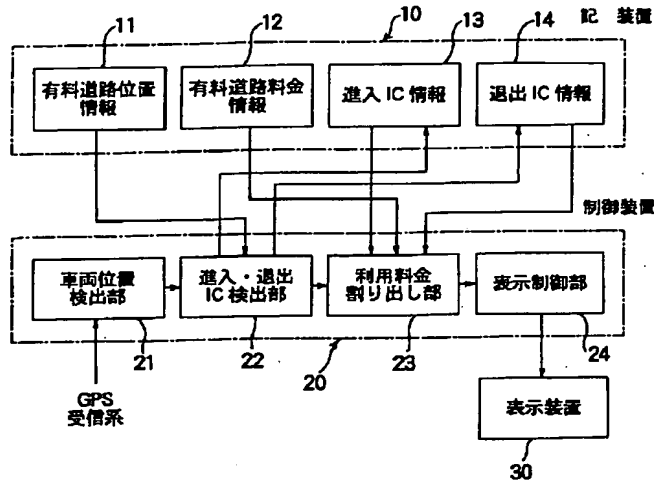 10
記 装置
11
12
13
14
有料道路位置
情報
有料道路料金
情報
進入 IC 情報
退出 IC 情報
制御装置
車両位置
検出部
進入・退出
IC 検出部
利用料金
割り出し部
表示制御部
21
22
20
23
24
GPS
受信系
表示装置
30